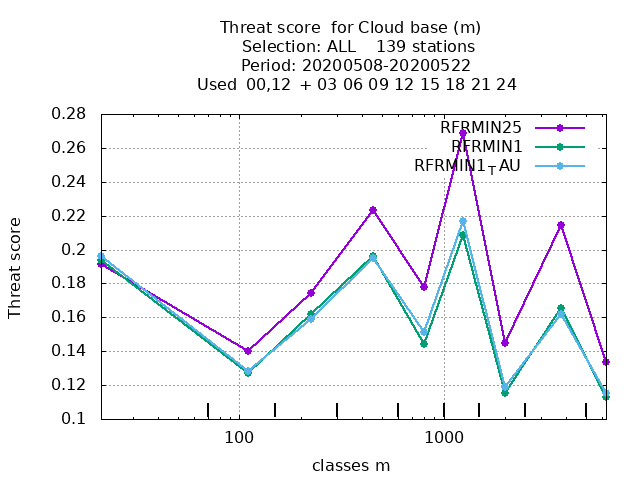 Threat score  for Cloud base (m)
Selection: ALL    139 stations
Period: 20200508-20200522
Used  00,12  + 03 06 09 12 15 18 21 24
RFRMIN25
RFRMIN1
RFRMIN1TAU
0.28
0.26
0.24
0.22
0.2
0.18
0.16
0.14
0.12
0.1
Threat score
100
1000
classes m